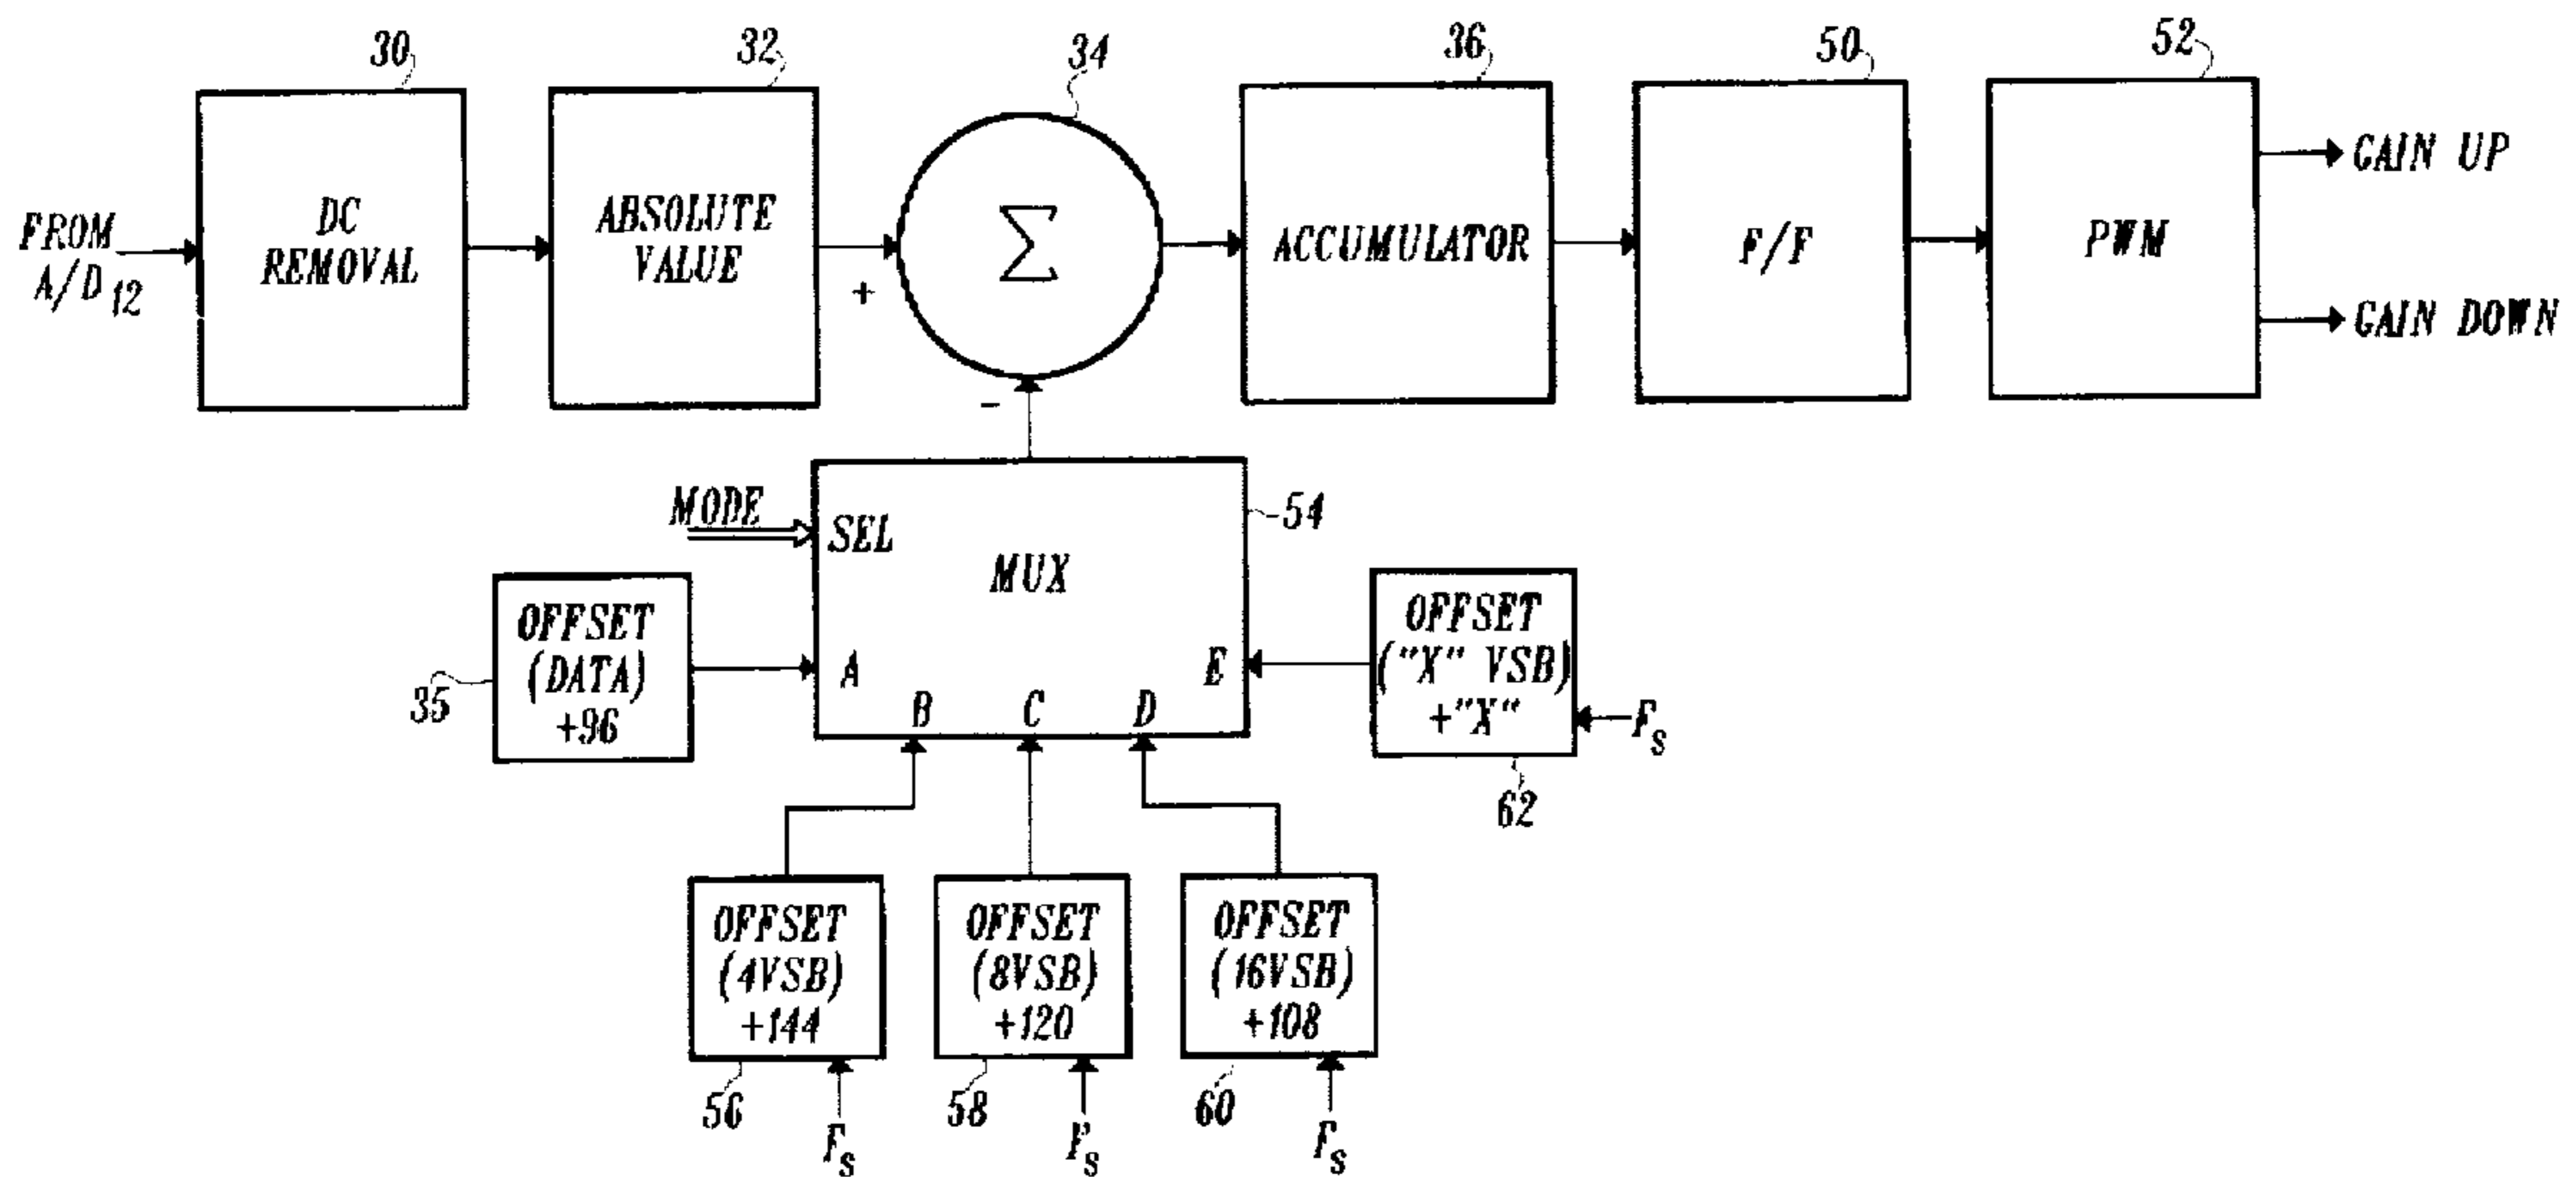 30
32
34
36
50
52
FROM
A/D 12
DC
REMOVAL
ABSOLUTE
VALUE
+
Σ
ACCUMULATOR
F/F
PWM
GAIN UP
GAIN DOWN
-
MODE
SEL
MUX
54
A
B
C
D
E
OFFSET
(DATA)
+96
35
OFFSET
("X" VSB)
+"X"
Fs
62
OFFSET
(4VSB)
+144
OFFSET
(8VSB)
+120
OFFSET
(16VSB)
+108
56
58
60
Fs
Fs
Fs